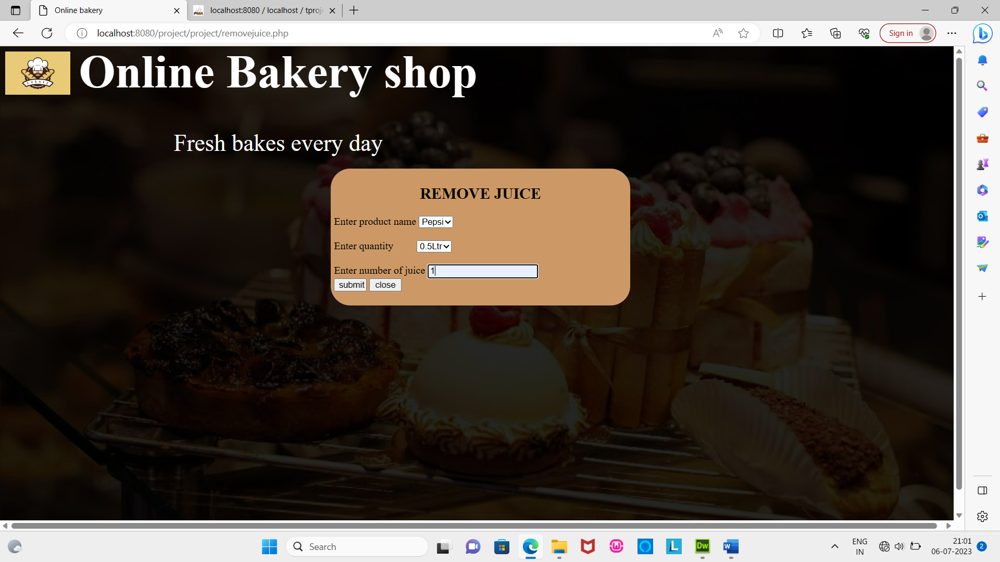 Online bakery
localhost:8080 / localhost / tproj
Sign in
localhost:8080/project/project/removejuice.php
bakery
Online Bakery shop
Fresh bakes every day
REMOVE JUICE
Enter product name Pepsi
Enter quantity 0.5Ltr
Enter number of juice 1
submit close
Search
Dw
W
L
ENG
IN
21:01
06-07-2023
2